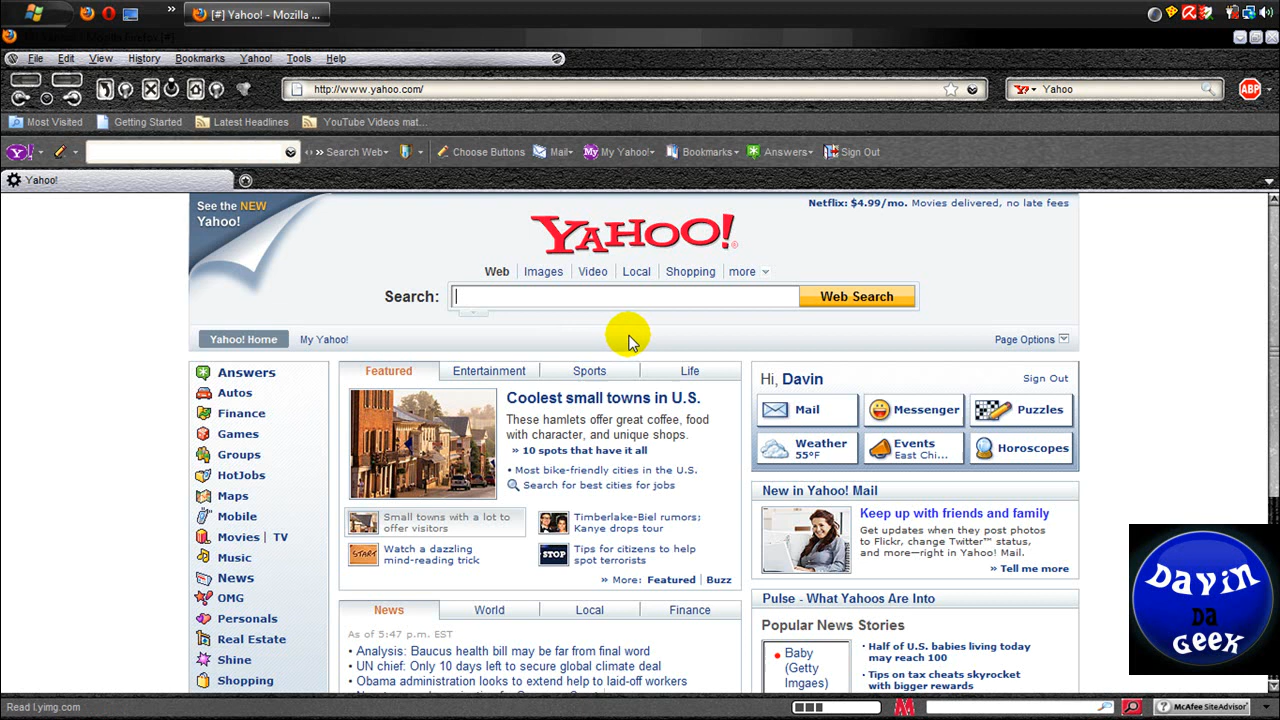 [#] Yahoo! - Mozilla ...
File Edit View History Bookmarks Yahoo! Tools Help
http://www.yahoo.com/
Yahoo
ABP
Most Visited Getting Started Latest Headlines YouTube Videos mat...
Search Web Choose Buttons Mail My Yahoo! Bookmarks Answers Sign Out
Yahoo!
See the NEW
Yahoo!
Netflix: $4.99/mo. Movies delivered, no late fees
YAHOO!
Web Images Video Local Shopping more
Search: Web Search
Yahoo! Home My Yahoo! Page Options
Answers
Autos
Finance
Games
Groups
HotJobs
Maps
Mobile
Movies | TV
Music
News
OMG
Personals
Real Estate
Shine
Shopping
Featured Entertainment Sports Life
Coolest small towns in U.S.
These hamlets offer great coffee, food
with character, and unique shops.
» 10 spots that have it all
• Most bike-friendly cities in the U.S.
Search for best cities for jobs
Small towns with a lot to
offer visitors
Timberlake-Biel rumors;
Kanye drops tour
START
Watch a dazzling
mind-reading trick
STOP
Tips for citizens to help
spot terrorists
» More: Featured | Buzz
News World Local Finance
As of 5:47 p.m. EST
• Analysis: Baucus health bill may be far from final word
• UN chief: Only 10 days left to secure global climate deal
• Obama administration looks to extend help to laid-off workers
Hi, Davin
Sign Out
Mail Messenger Puzzles
Weather
55°F
Events
East Chi...
Horoscopes
New in Yahoo! Mail
Keep up with friends and family
Get updates when they post photos
to Flickr, change Twitter™ status,
and more—right in Yahoo! Mail.
» Tell me more
Pulse - What Yahoos Are Into
Popular News Stories
Baby
(Getty
Imgaes)
• Half of U.S. babies living today
may reach 100
• Tips on tax cheats skyrocket
with bigger rewards
Davin
Da
Geek
Read l.yimg.com
McAfee SiteAdvisor